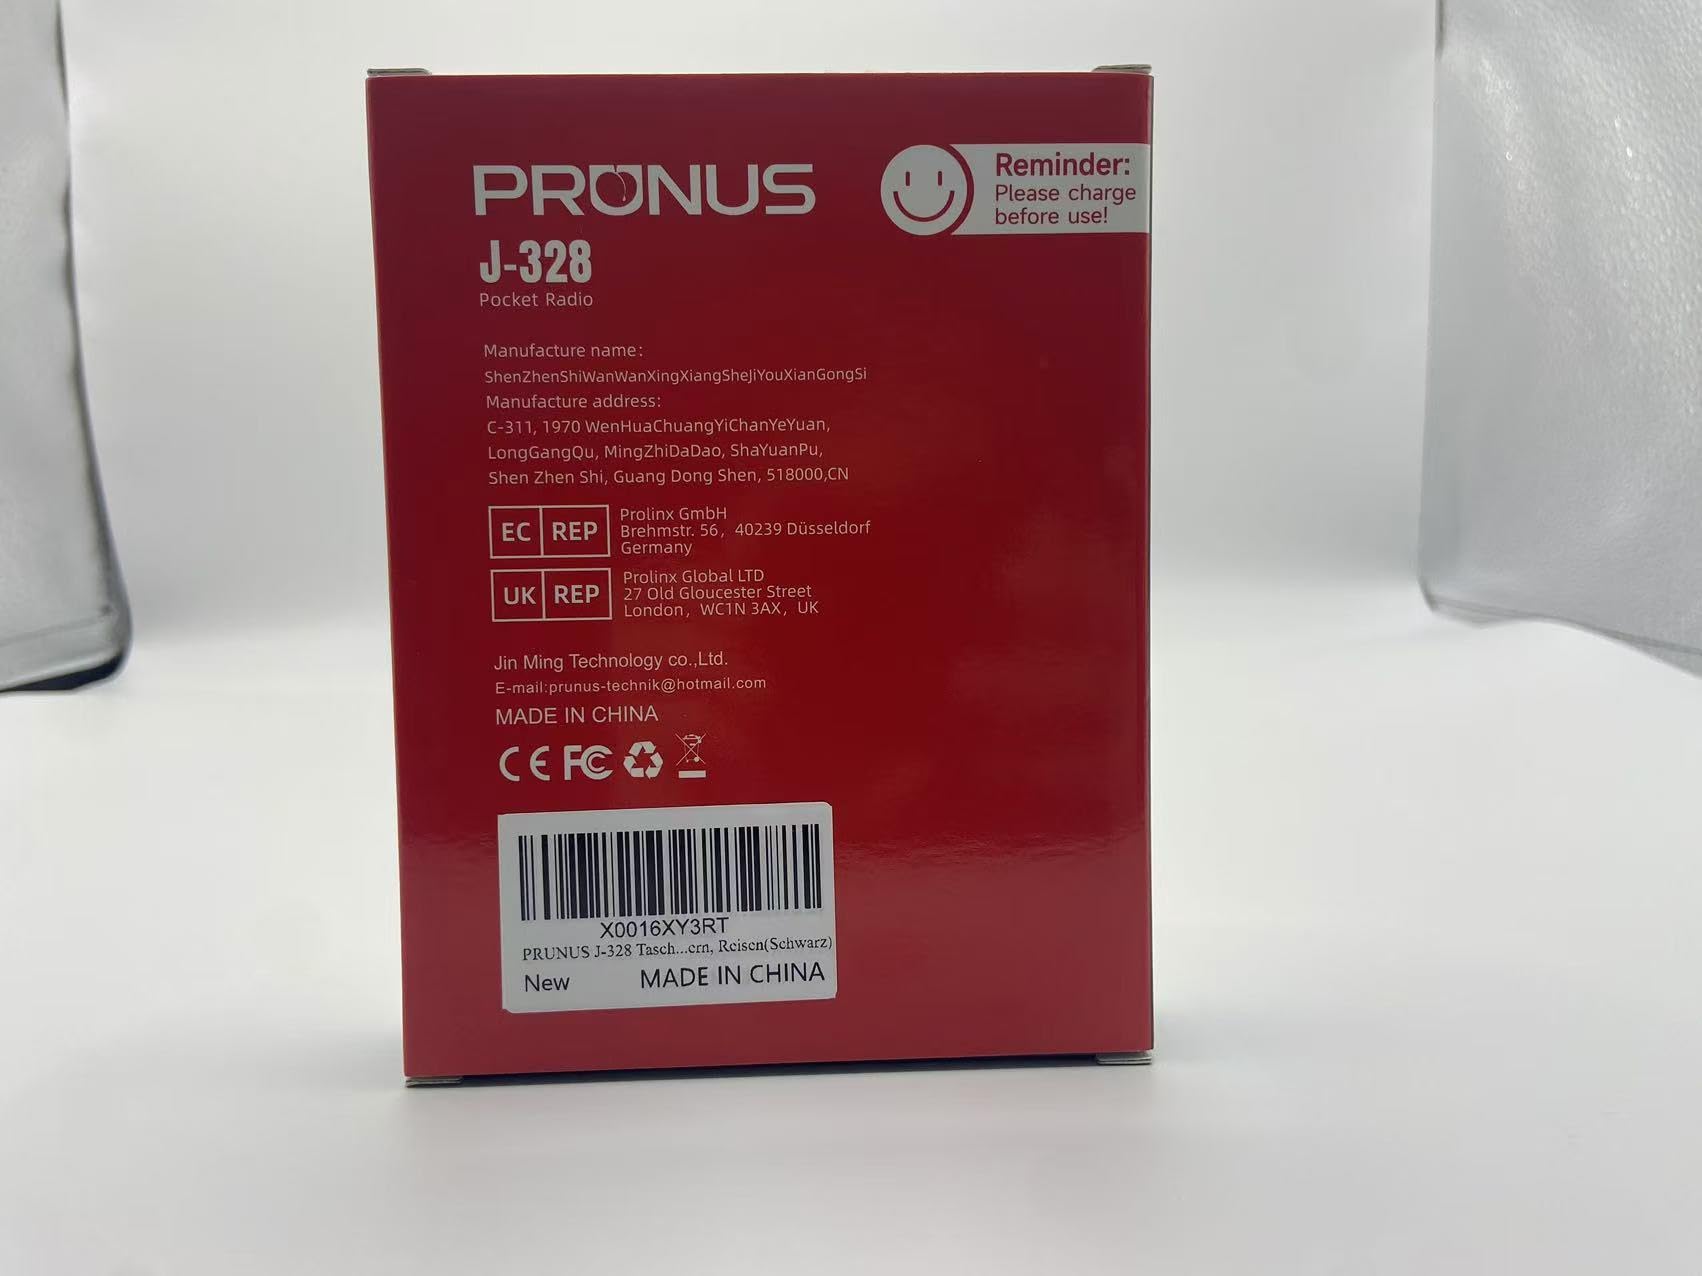 PRUNUS
Reminder:
Please charge
before use!
J-328
Pocket Radio
Manufacture name:
ShenZhenShiWanWanXingXiangSheJiYouXianGongSi
Manufacture address:
C-311, 1970 WenHuaChuangYiChanYeYuan,
LongGangQu, MingZhiDaDao, ShaYuanPu,
Shen Zhen Shi, Guang Dong Shen, 518000,CN
EC REP
Prolinx GmbH
Brehmstr. 56, 40239 Düsseldorf
Germany
UK REP
Prolinx Global LTD
27 Old Gloucester Street
London, WC1N 3AX, UK
Jin Ming Technology co.,Ltd.
E-mail:prunus-technik@hotmail.com
MADE IN CHINA
CE FC
X0016XY3RT
PRUNUS J-328 Tasch...ern, Reisen(Schwarz)
New MADE IN CHINA